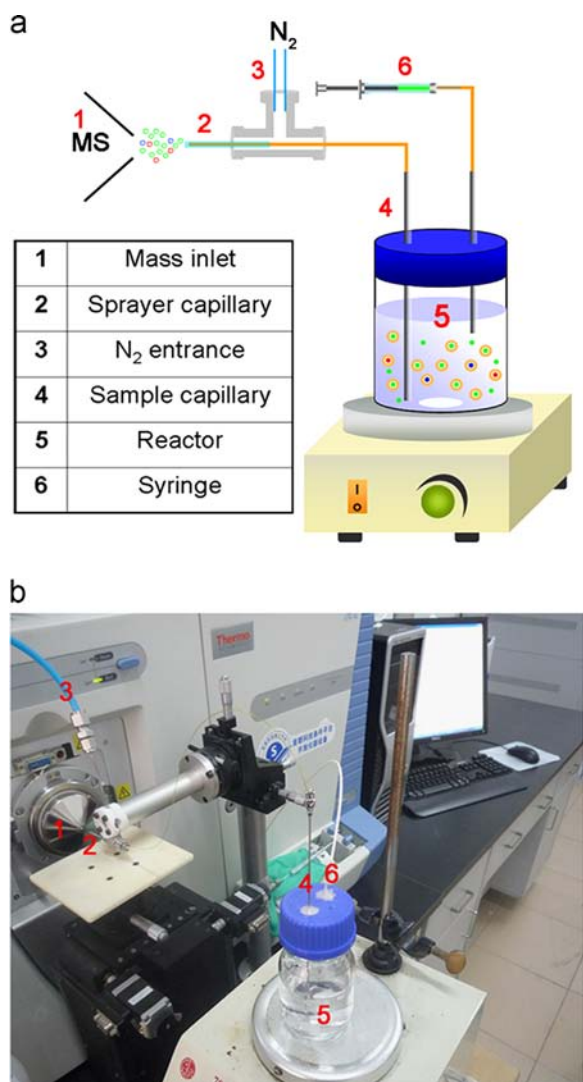 a
N₂
3
6
1
MS
2
4
5
1 Mass inlet
2 Sprayer capillary
3 N₂ entrance
4 Sample capillary
5 Reactor
6 Syringe
I
O
b
Thermo
3
S
1
2
4
6
5